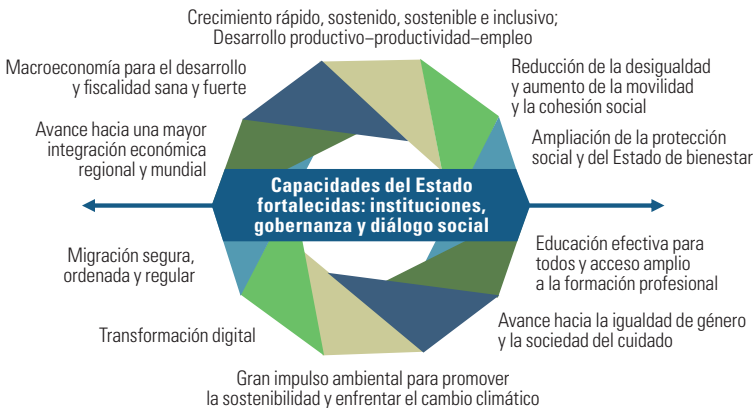 Crecimiento rápido, sostenido, sostenible e inclusivo;
Desarrollo productivo–productividad–empleo
Macroeconomía para el desarrollo
y fiscalidad sana y fuerte
Reducción de la desigualdad
y aumento de la movilidad
y la cohesión social
Avance hacia una mayor
integración económica
regional y mundial
Ampliación de la protección
social y del Estado de bienestar
Capacidades del Estado
fortalecidas: instituciones,
gobernanza y diálogo social
Migración segura,
ordenada y regular
Educación efectiva para
todos y acceso amplio
a la formación profesional
Transformación digital
Avance hacia la igualdad de género
y la sociedad del cuidado
Gran impulso ambiental para promover
la sostenibilidad y enfrentar el cambio climático